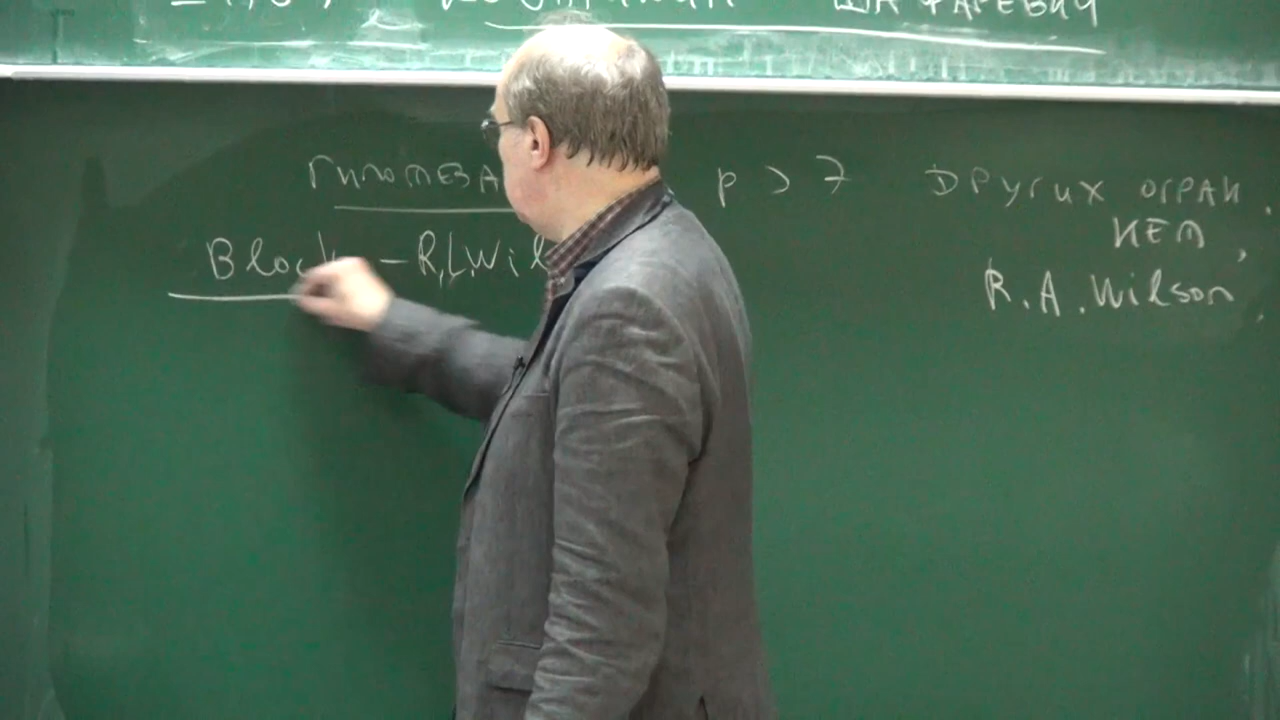 ШАФАРЕВИЧ
Гипотеза p > 7 других огран.
нет,
Block - R.L.Wil
R.A.Wilson,